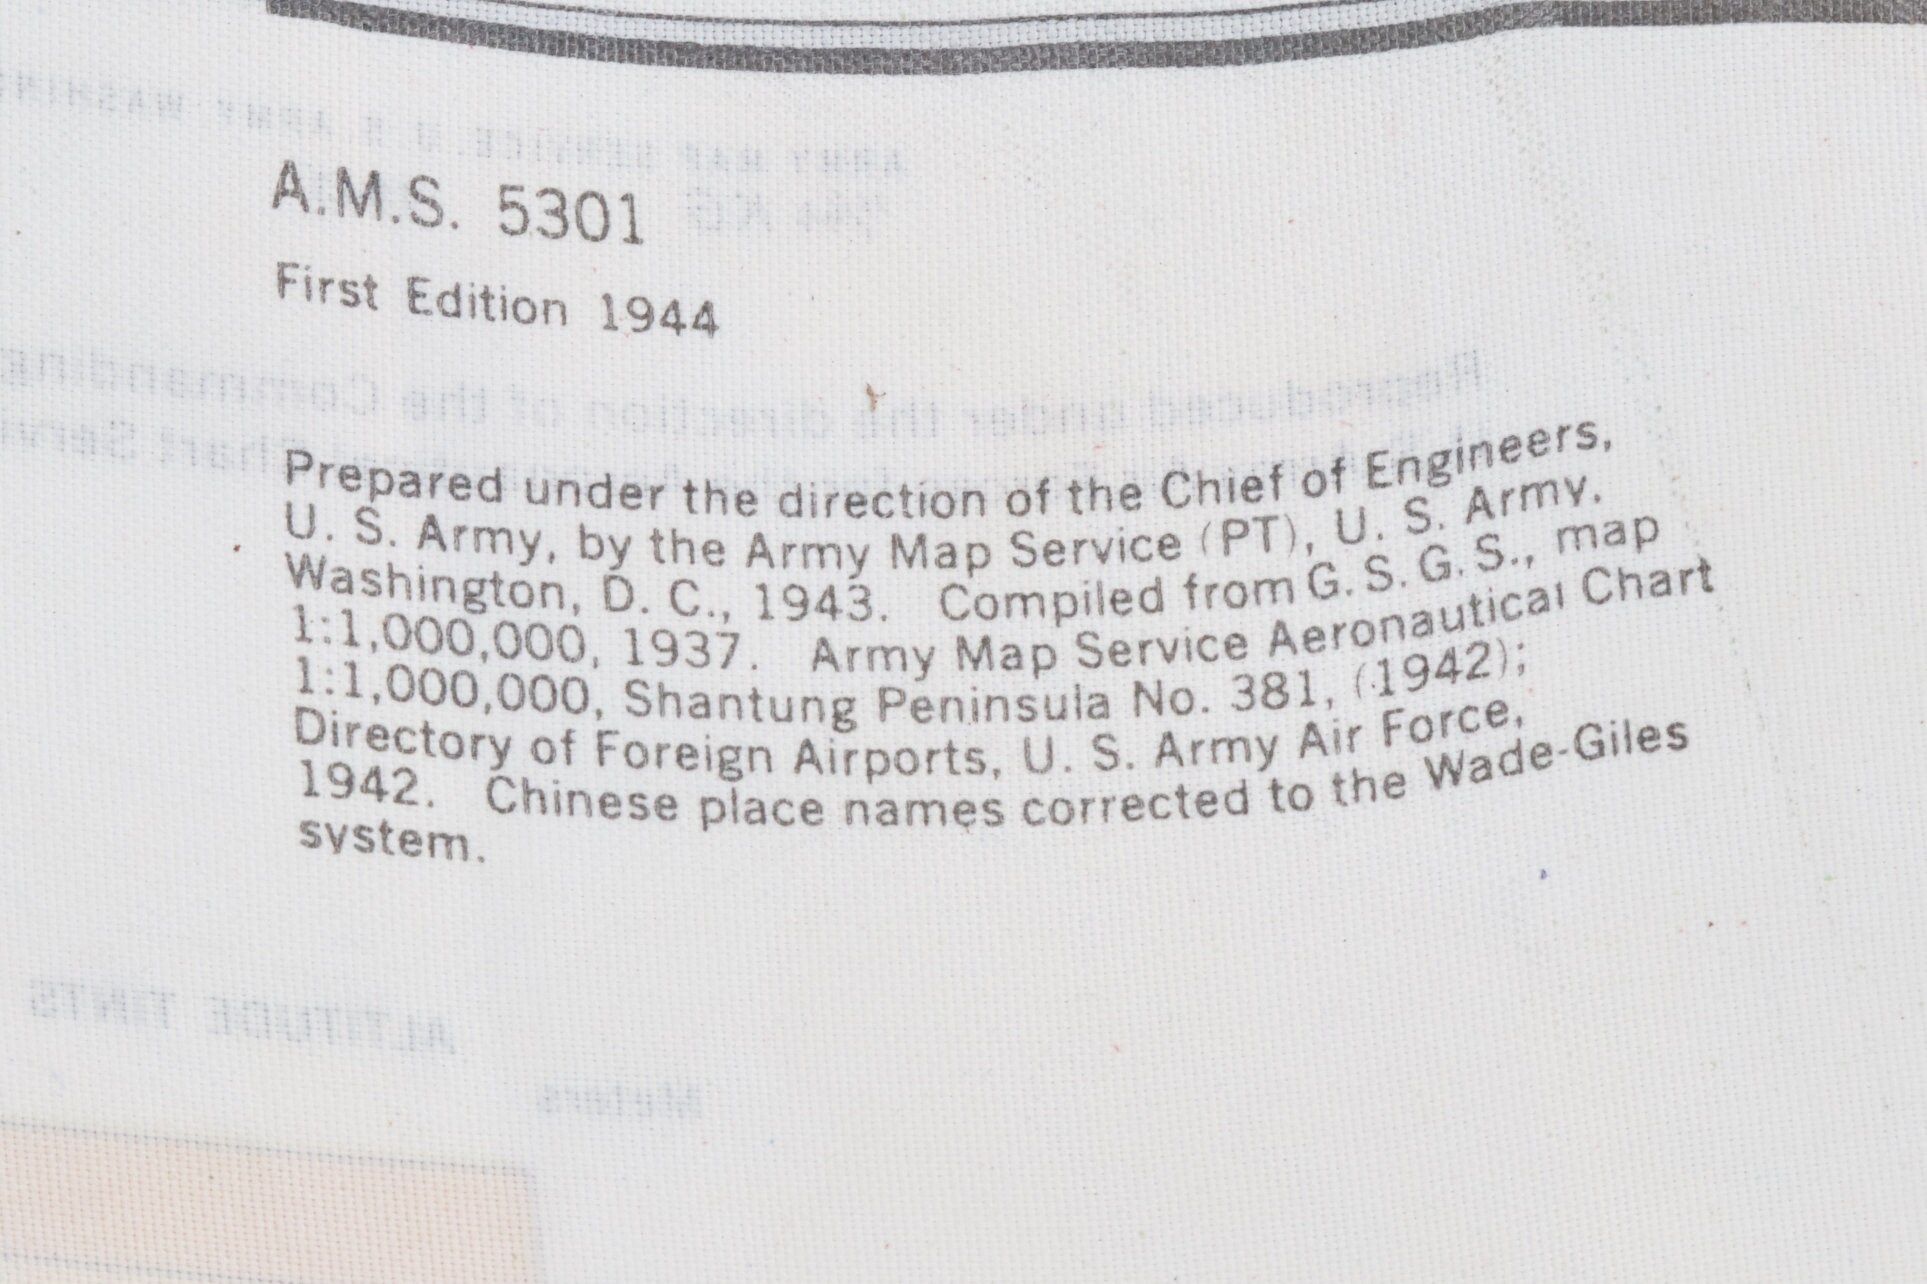 A.M.S. 5301
First Edition 1944
Prepared under the direction of the Chief of Engineers,
U. S. Army, by the Army Map Service (PT), U. S. Army,
Washington, D. C., 1943. Compiled from G. S. G. S., map
1:1,000,000, 1937. Army Map Service Aeronautical Chart
1:1,000,000, Shantung Peninsula No. 381, (1942);
Directory of Foreign Airports, U. S. Army Air Force,
1942. Chinese place names corrected to the Wade-Giles
system.
ALTITUDE TINTS
Meters